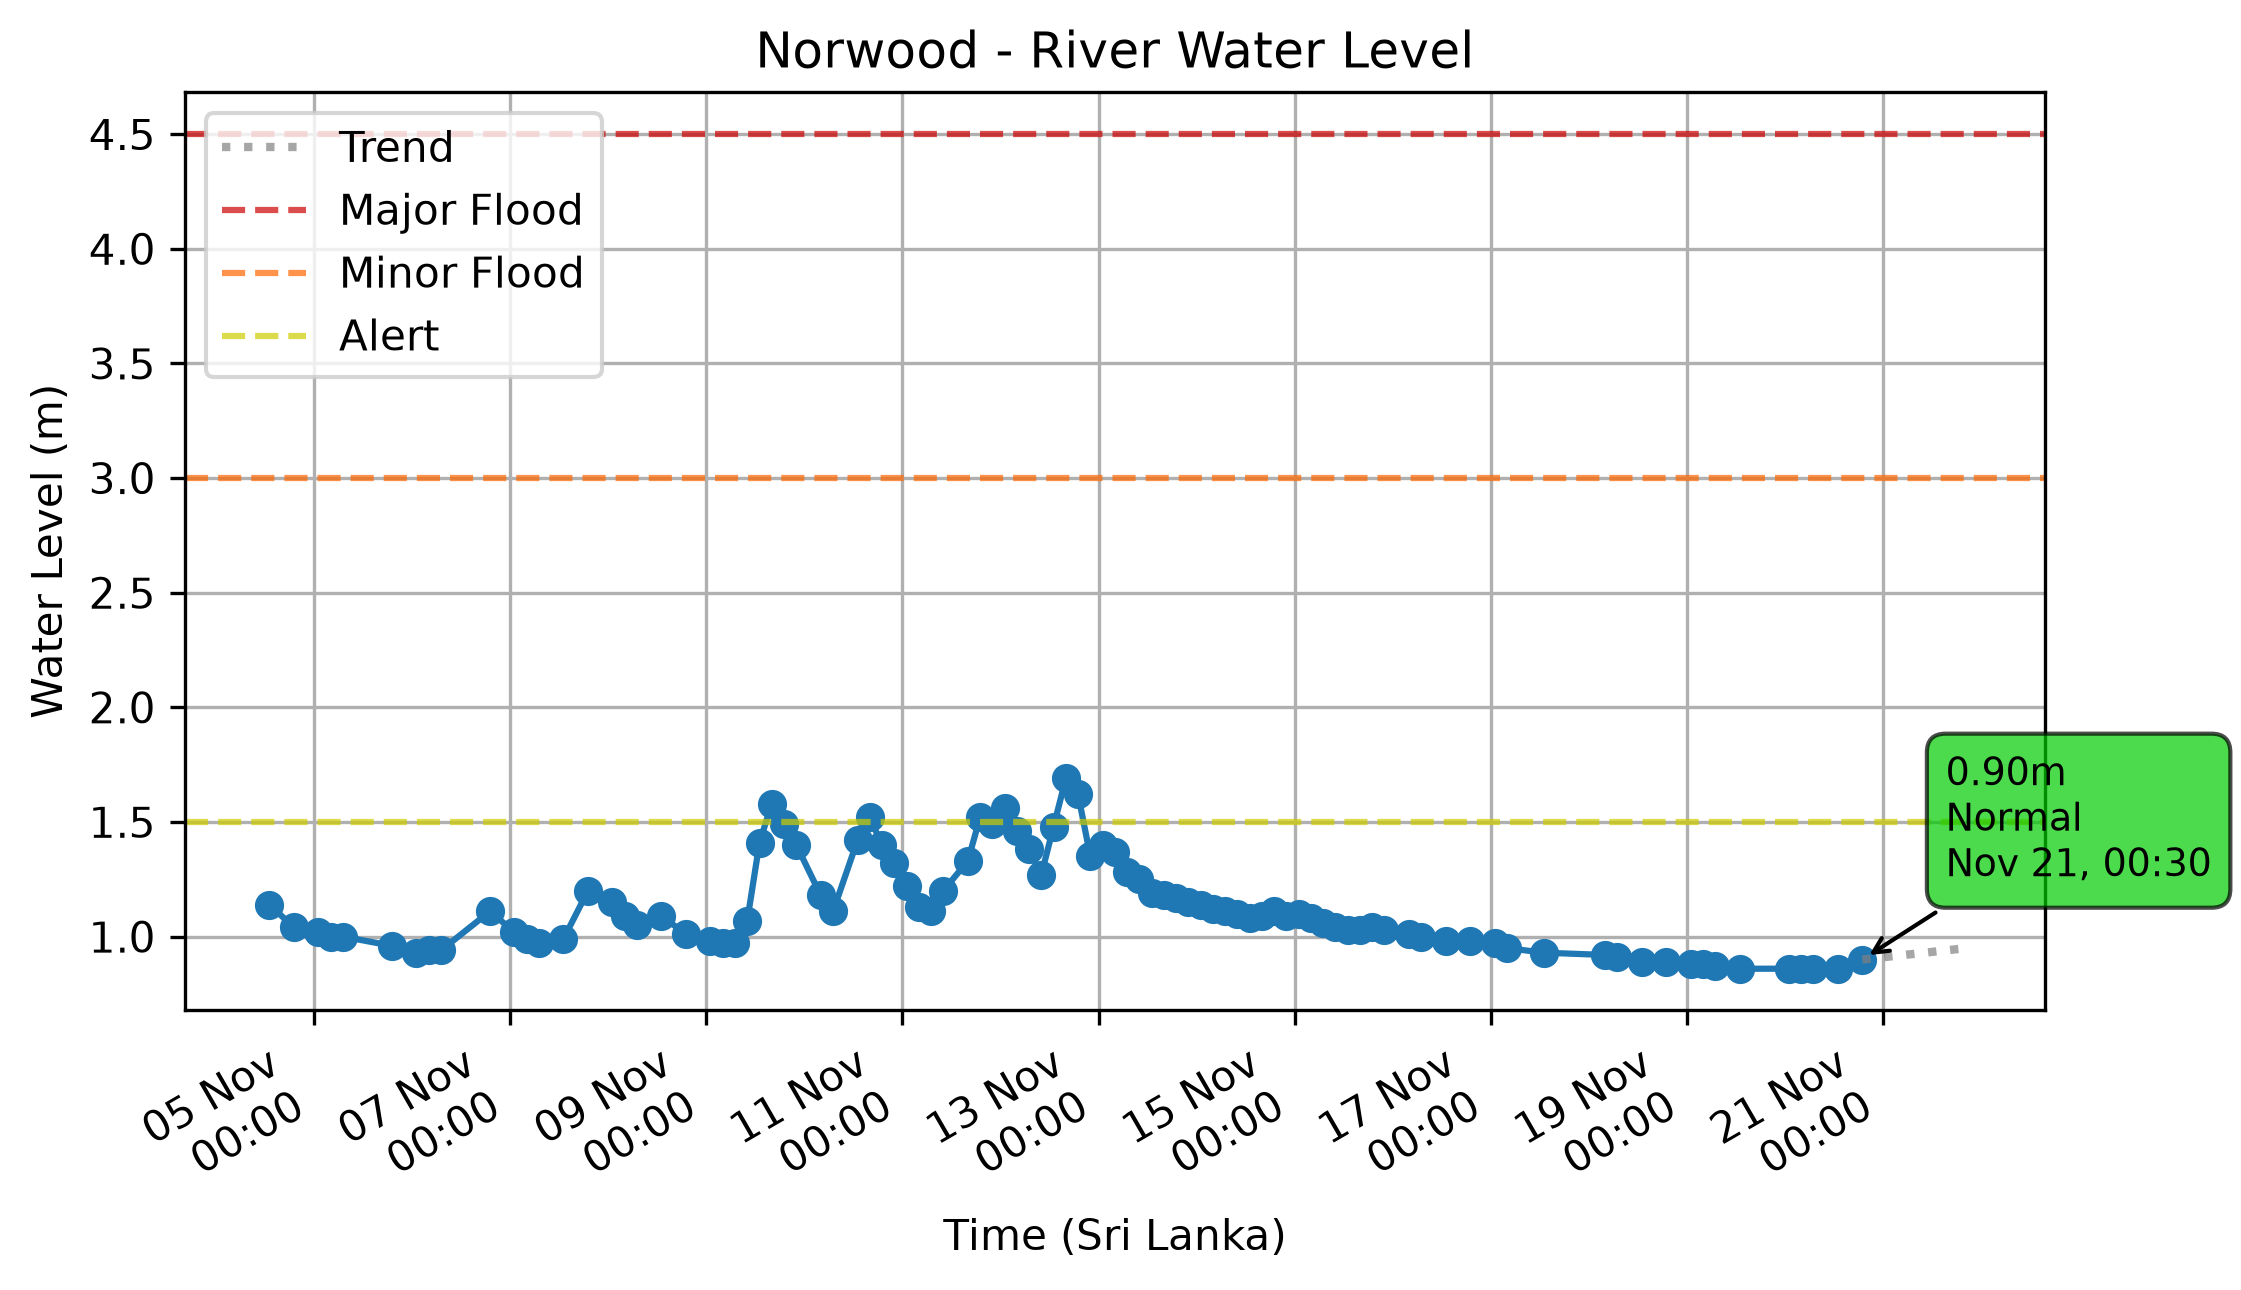 Norwood - River Water Level
4.5
4.0
3.5
3.0
2.5
2.0
1.5
1.0
Water Level (m)
Trend
Major Flood
Minor Flood
Alert
0.90m
Normal
Nov 21, 00:30
05 Nov
00:00
07 Nov
00:00
09 Nov
00:00
11 Nov
00:00
13 Nov
00:00
15 Nov
00:00
17 Nov
00:00
19 Nov
00:00
21 Nov
00:00
Time (Sri Lanka)